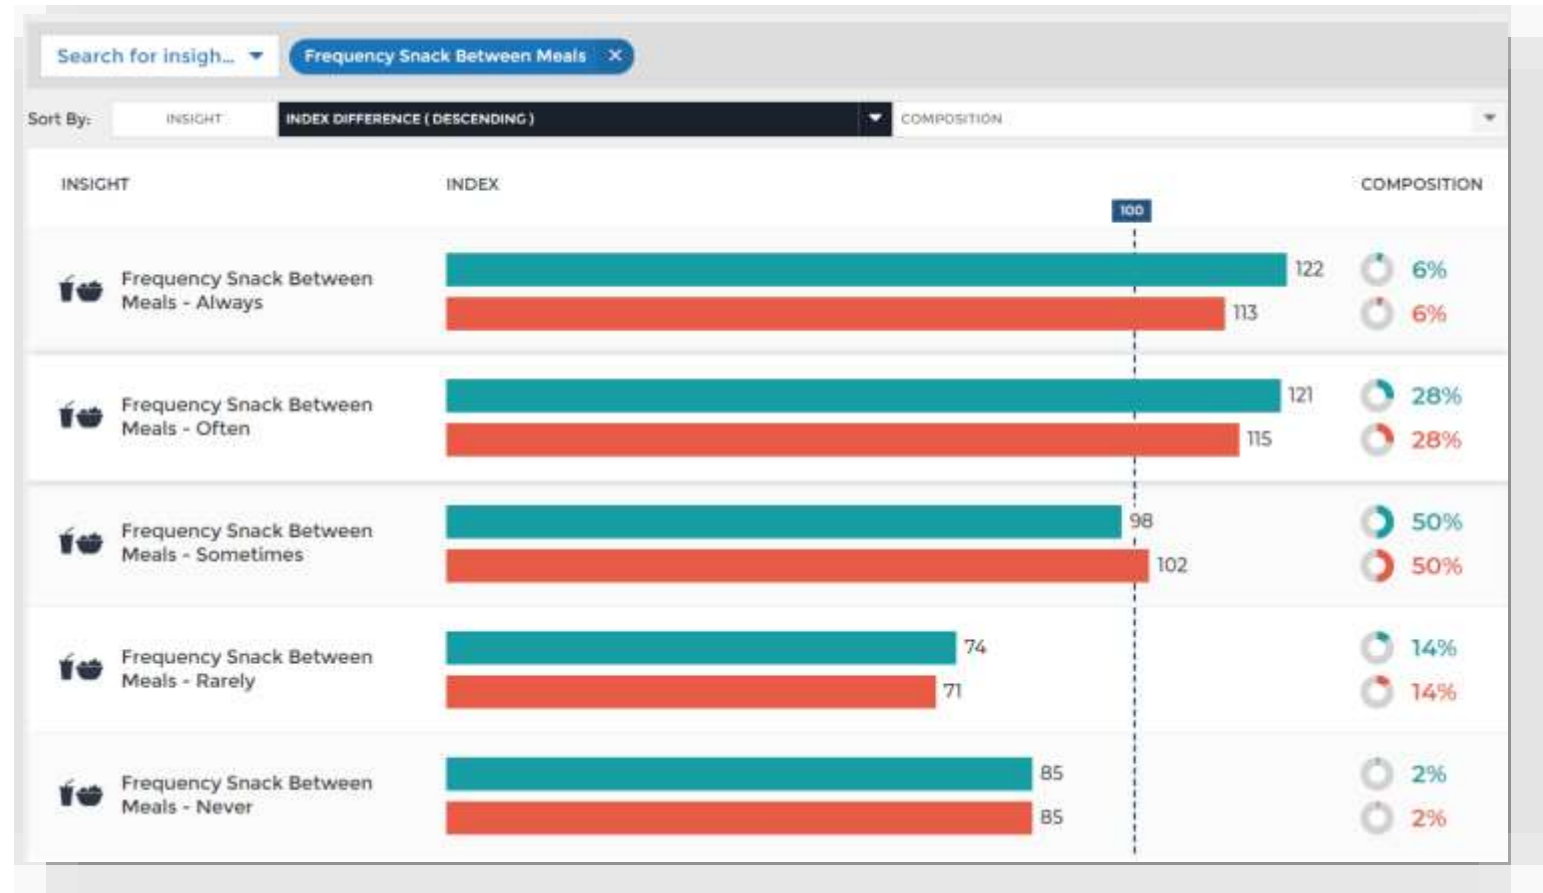 Search for insigh...
Frequency Snack Between Meals ×
Sort By:
INSIGHT
INDEX DIFFERENCE ( DESCENDING )
COMPOSITION
INSIGHT
INDEX
COMPOSITION
100
Frequency Snack Between
Meals - Always
122
6%
113
6%
Frequency Snack Between
Meals - Often
121
28%
115
28%
Frequency Snack Between
Meals - Sometimes
98
50%
102
50%
Frequency Snack Between
Meals - Rarely
74
14%
71
14%
Frequency Snack Between
Meals - Never
85
2%
85
2%